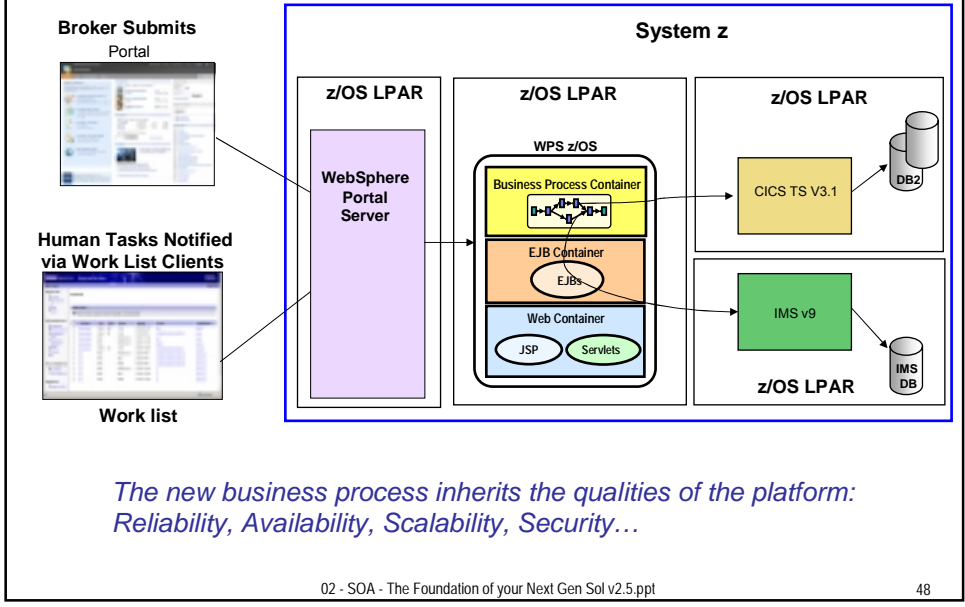 Broker Submits
Portal
Human Tasks Notified
via Work List Clients
Work list
System z
z/OS LPAR
WebSphere
Portal
Server
z/OS LPAR
WPS z/OS
Business Process Container
EJB Container
EJBs
Web Container
JSP
Servlets
z/OS LPAR
CICS TS V3.1
DB2
IMS v9
IMS
DB
z/OS LPAR
The new business process inherits the qualities of the platform:
Reliability, Availability, Scalability, Security…
02 - SOA - The Foundation of your Next Gen Sol v2.5.ppt
48